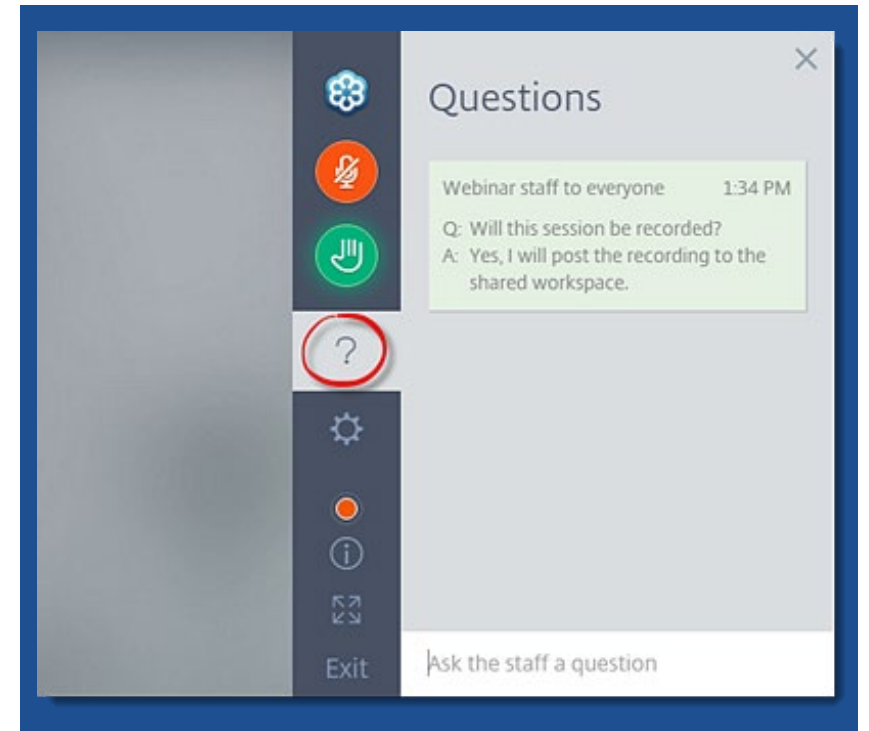 Questions
Webinar staff to everyone 1:34 PM
Q: Will this session be recorded?
A: Yes, I will post the recording to the
shared workspace.
?
Exit
Ask the staff a question